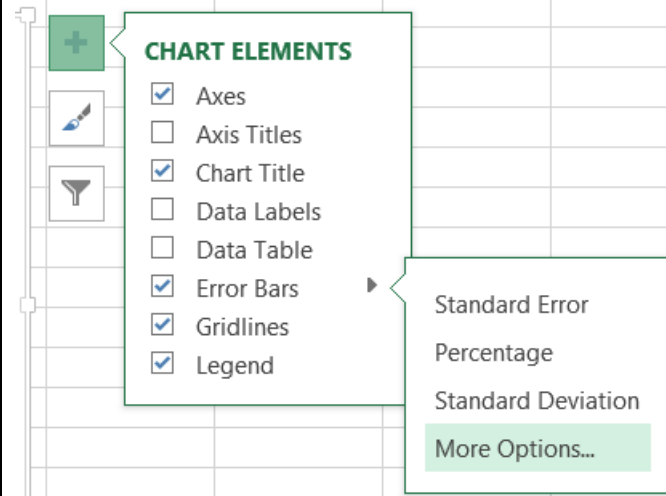 CHART ELEMENTS
Axes
Axis Titles
Chart Title
Data Labels
Data Table
Error Bars
Gridlines
Legend
Standard Error
Percentage
Standard Deviation
More Options...